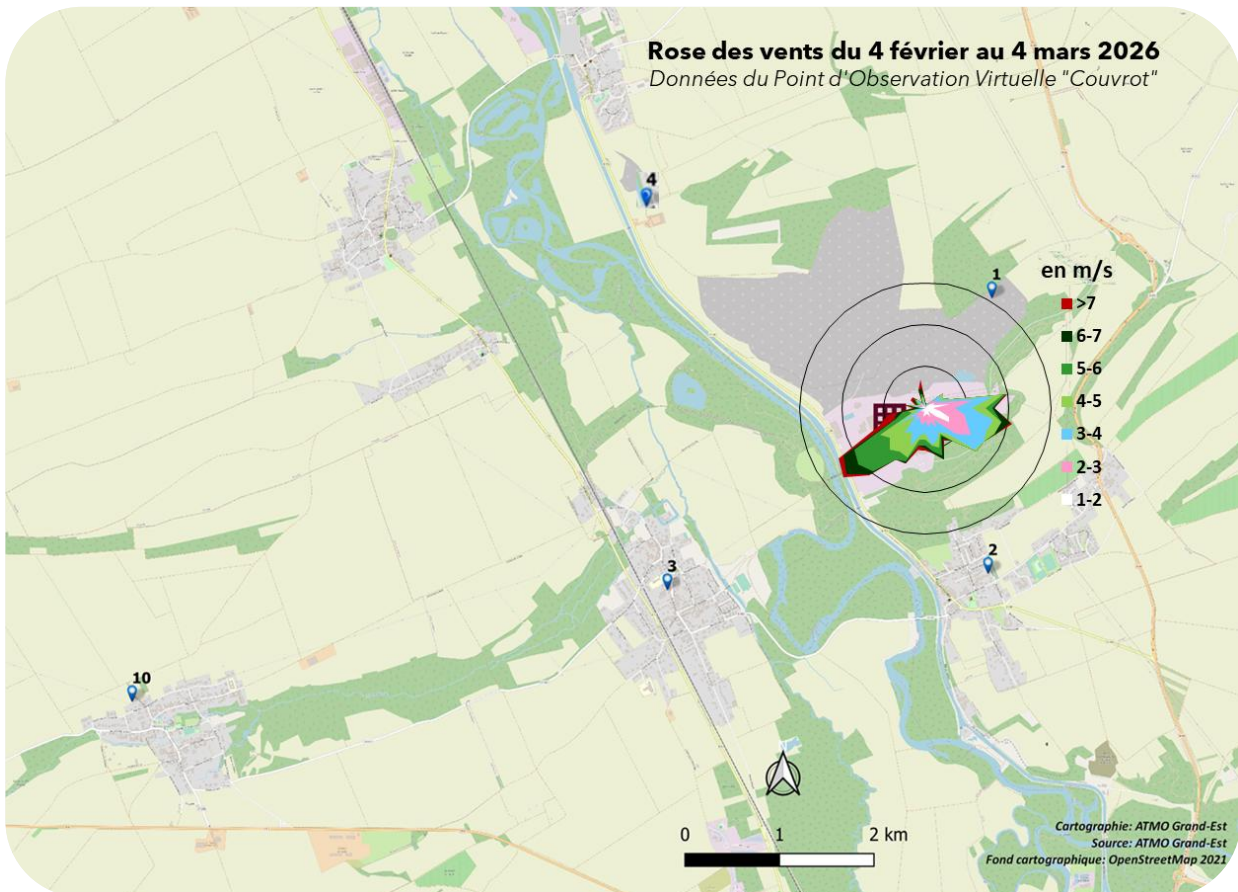 Rose des vents du 4 février au 4 mars 2026
Données du Point d'Observation Virtuelle "Couvrot"
4
1
en m/s
>7
6-7
5-6
4-5
3-4
2-3
1-2
2
3
10
0 1 2 km
Cartographie: ATMO Grand-Est
Source: ATMO Grand-Est
Fond cartographique: OpenStreetMap 2021